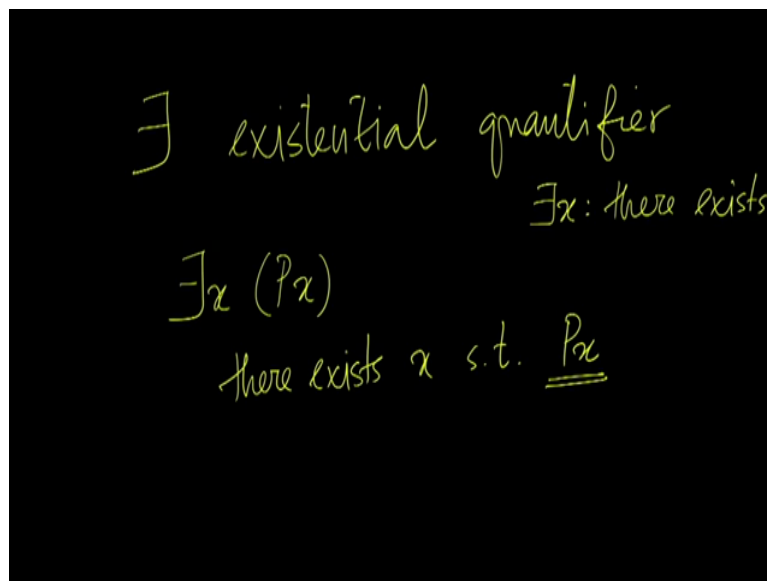 ∃ existential quantifier
∃x: there exists
∃x (Px)
there exists x s.t. Px